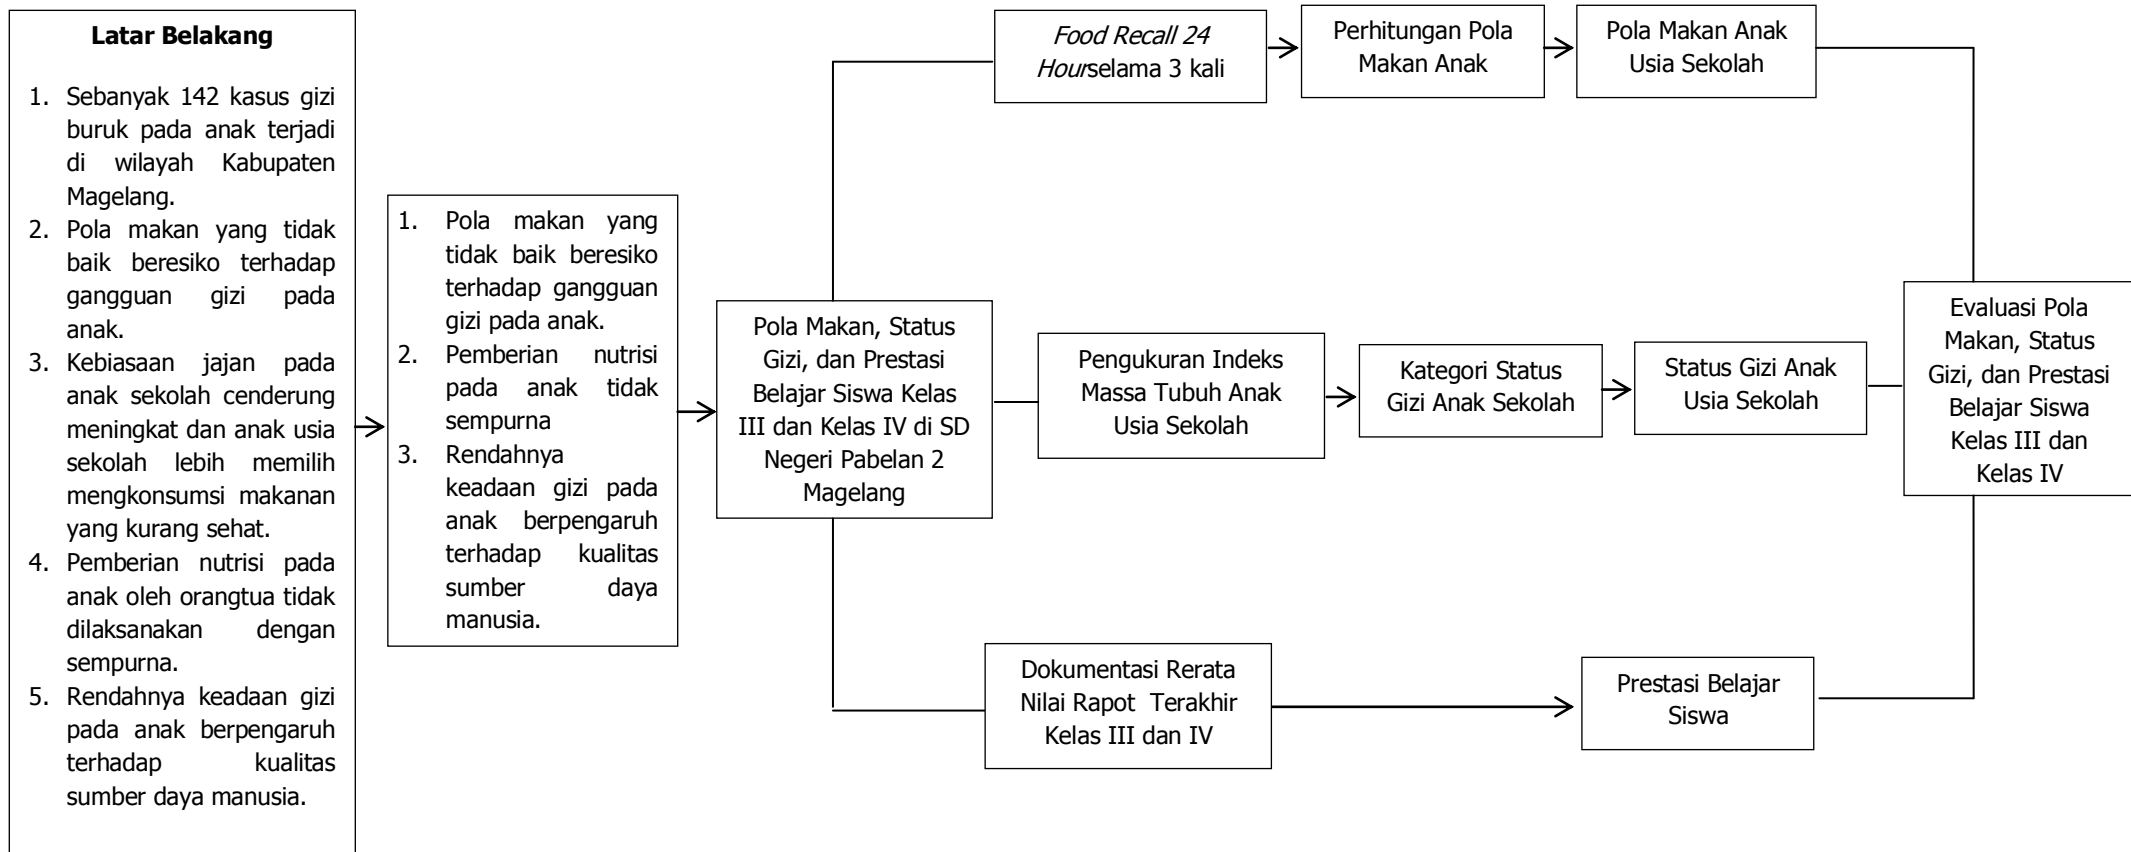 Latar Belakang
1. Sebanyak 142 kasus gizi
buruk pada anak terjadi
di wilayah Kabupaten
Magelang.
2. Pola makan yang tidak
baik beresiko terhadap
gangguan gizi pada
anak.
3. Kebiasaan jajan pada
anak sekolah cenderung
meningkat dan anak usia
sekolah lebih memilih
mengkonsumsi makanan
yang kurang sehat.
4. Pemberian nutrisi pada
anak oleh orangtua tidak
dilaksanakan dengan
sempurna.
5. Rendahnya keadaan gizi
pada anak berpengaruh
terhadap kualitas
sumber daya manusia.
1. Pola makan yang
tidak baik beresiko
terhadap gangguan
gizi pada anak.
2. Pemberian nutrisi
pada anak tidak
sempurna
3. Rendahnya
keadaan gizi pada
anak berpengaruh
terhadap kualitas
sumber daya
manusia.
Pola Makan, Status
Gizi, dan Prestasi
Belajar Siswa Kelas
III dan Kelas IV di SD
Negeri Pabelan 2
Magelang
Food Recall 24
Hourselama 3 kali
Perhitungan Pola
Makan Anak
Pola Makan Anak
Usia Sekolah
Pengukuran Indeks
Massa Tubuh Anak
Usia Sekolah
Kategori Status
Gizi Anak Sekolah
Status Gizi Anak
Usia Sekolah
Dokumentasi Rerata
Nilai Rapot Terakhir
Kelas III dan IV
Prestasi Belajar
Siswa
Evaluasi Pola
Makan, Status
Gizi, dan Prestasi
Belajar Siswa
Kelas III dan
Kelas IV